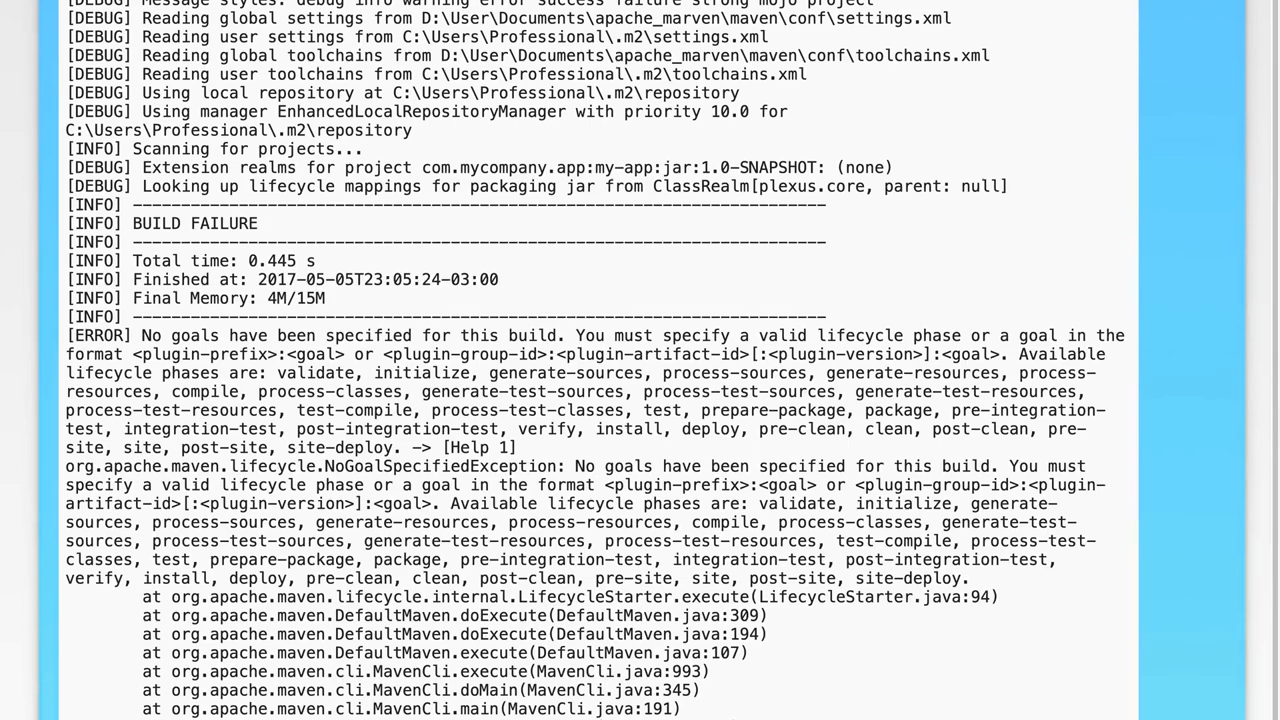 [DEBUG] Message styles: debug info warning error success failure strong mojo project
[DEBUG] Reading global settings from D:\User\Documents\apache_marven\maven\conf\settings.xml
[DEBUG] Reading user settings from C:\Users\Professional\.m2\settings.xml
[DEBUG] Reading global toolchains from D:\User\Documents\apache_marven\maven\conf\toolchains.xml
[DEBUG] Reading user toolchains from C:\Users\Professional\.m2\toolchains.xml
[DEBUG] Using local repository at C:\Users\Professional\.m2\repository
[DEBUG] Using manager EnhancedLocalRepositoryManager with priority 10.0 for
C:\Users\Professional\.m2\repository
[INFO] Scanning for projects...
[DEBUG] Extension realms for project com.mycompany.app:my-app:jar:1.0-SNAPSHOT: (none)
[DEBUG] Looking up lifecycle mappings for packaging jar from ClassRealm[plexus.core, parent: null]
[INFO] ------------------------------------------------------------------------
[INFO] BUILD FAILURE
[INFO] ------------------------------------------------------------------------
[INFO] Total time: 0.445 s
[INFO] Finished at: 2017-05-05T23:05:24-03:00
[INFO] Final Memory: 4M/15M
[INFO] ------------------------------------------------------------------------
[ERROR] No goals have been specified for this build. You must specify a valid lifecycle phase or a goal in the
format <plugin-prefix>:<goal> or <plugin-group-id>:<plugin-artifact-id>[:<plugin-version>]:<goal>. Available
lifecycle phases are: validate, initialize, generate-sources, process-sources, generate-resources, process-
resources, compile, process-classes, generate-test-sources, process-test-sources, generate-test-resources,
process-test-resources, test-compile, process-test-classes, test, prepare-package, package, pre-integration-
test, integration-test, post-integration-test, verify, install, deploy, pre-clean, clean, post-clean, pre-
site, site, post-site, site-deploy. -> [Help 1]
org.apache.maven.lifecycle.NoGoalSpecifiedException: No goals have been specified for this build. You must
specify a valid lifecycle phase or a goal in the format <plugin-prefix>:<goal> or <plugin-group-id>:<plugin-
artifact-id>[:<plugin-version>]:<goal>. Available lifecycle phases are: validate, initialize, generate-
sources, process-sources, generate-resources, process-resources, compile, process-classes, generate-test-
sources, process-test-sources, generate-test-resources, process-test-resources, test-compile, process-test-
classes, test, prepare-package, package, pre-integration-test, integration-test, post-integration-test,
verify, install, deploy, pre-clean, clean, post-clean, pre-site, site, post-site, site-deploy.
at org.apache.maven.lifecycle.internal.LifecycleStarter.execute(LifecycleStarter.java:94)
at org.apache.maven.DefaultMaven.doExecute(DefaultMaven.java:309)
at org.apache.maven.DefaultMaven.doExecute(DefaultMaven.java:194)
at org.apache.maven.DefaultMaven.execute(DefaultMaven.java:107)
at org.apache.maven.cli.MavenCli.execute(MavenCli.java:993)
at org.apache.maven.cli.MavenCli.doMain(MavenCli.java:345)
at org.apache.maven.cli.MavenCli.main(MavenCli.java:191)